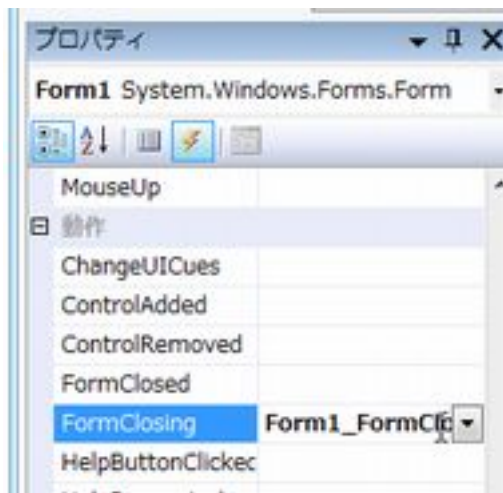 プロパティ
Form1 System.Windows.Forms.Form
MouseUp
動作
ChangeUICues
ControlAdded
ControlRemoved
FormClosed
FormClosing Form1_FormClo
HelpButtonClicked